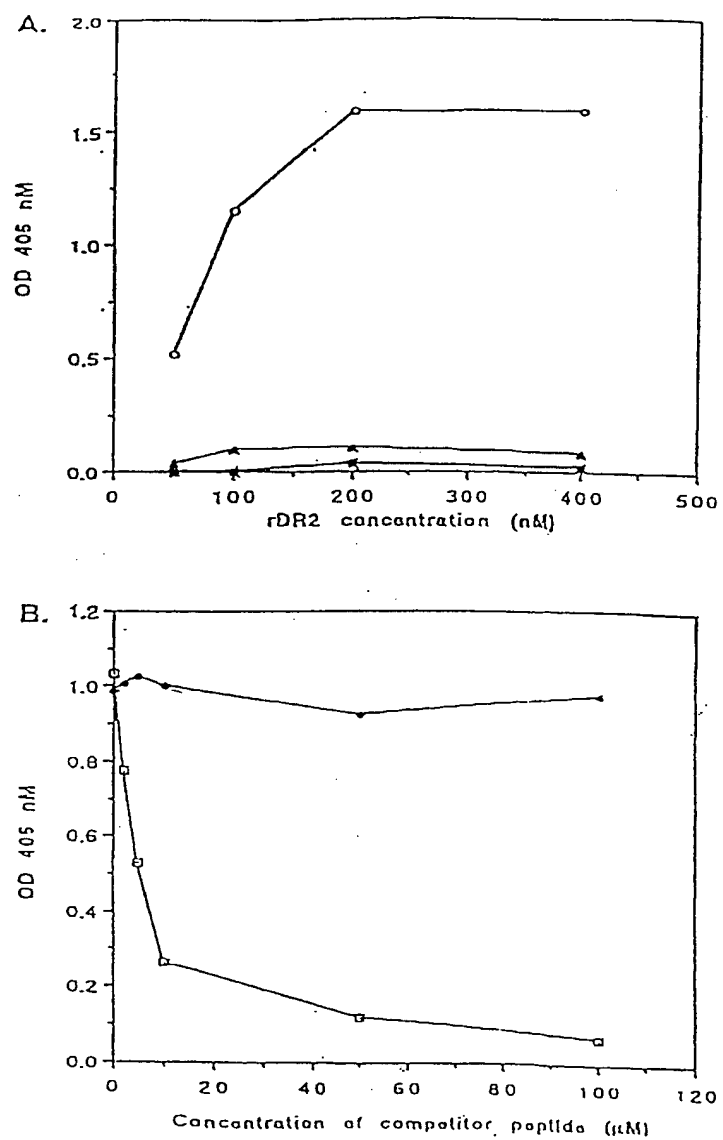 A.
2.0
1.5
1.0
0.5
0.0
OD 405 nM
0 100 200 300 400 500
rDR2 concentration (nM)
B.
1.2
1.0
0.8
0.6
0.4
0.2
0.0
OD 405 nM
0 20 40 60 80 100 120
Concentration of competitor peptide (µM)